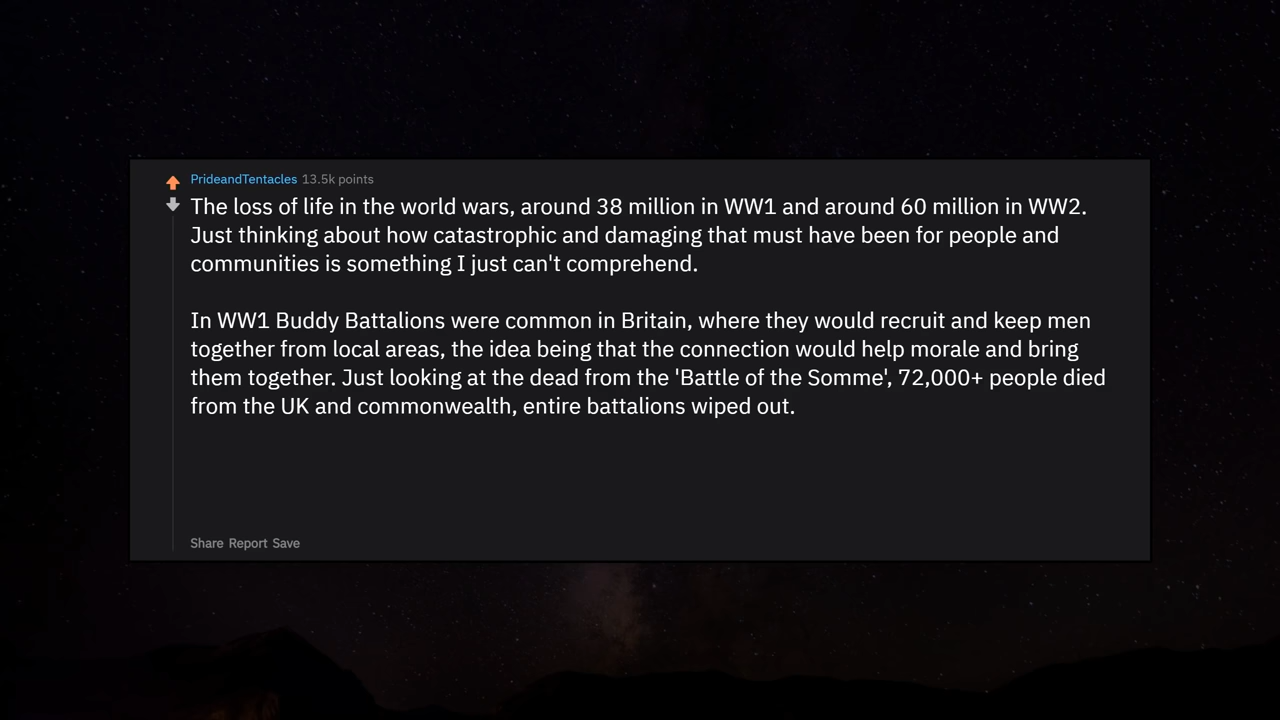 PrideandTentacles 13.5k points
The loss of life in the world wars, around 38 million in WW1 and around 60 million in WW2.
Just thinking about how catastrophic and damaging that must have been for people and
communities is something I just can't comprehend.
In WW1 Buddy Battalions were common in Britain, where they would recruit and keep men
together from local areas, the idea being that the connection would help morale and bring
them together. Just looking at the dead from the 'Battle of the Somme', 72,000+ people died
from the UK and commonwealth, entire battalions wiped out.
Share Report Save